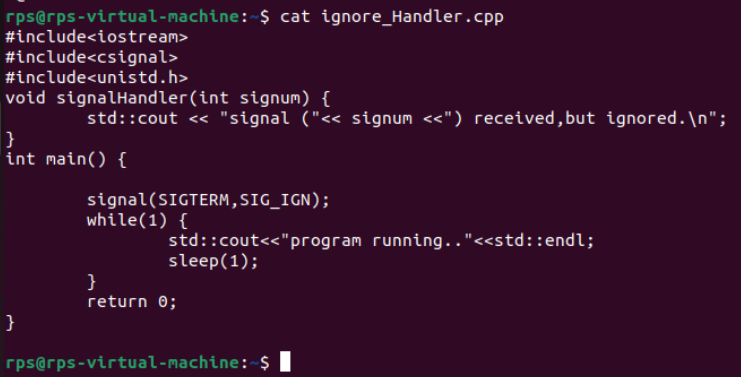 rps@rps-virtual-machine:~$ cat ignore_Handler.cpp
#include<iostream>
#include<csignal>
#include<unistd.h>
void signalHandler(int signum) {
        std::cout << "signal ("<< signum <<") received,but ignored.\n";
}
int main() {

        signal(SIGTERM,SIG_IGN);
        while(1) {
                std::cout<<"program running.."<<std::endl;
                sleep(1);
        }
        return 0;
}

rps@rps-virtual-machine:~$